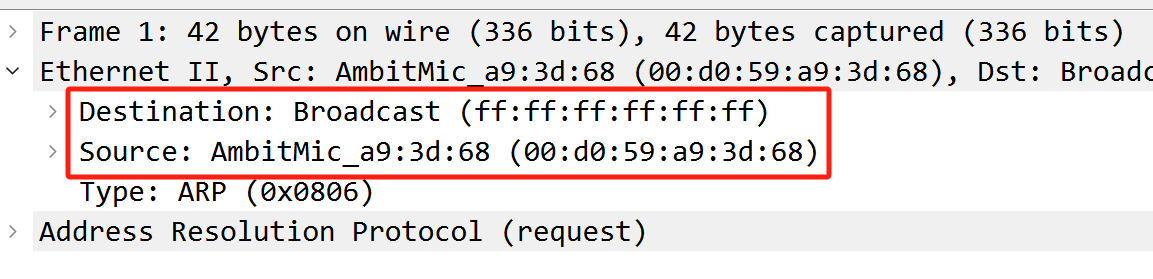 Frame 1: 42 bytes on wire (336 bits), 42 bytes captured (336 bits)
Ethernet II, Src: AmbitMic_a9:3d:68 (00:d0:59:a9:3d:68), Dst: Broadc
Destination: Broadcast (ff:ff:ff:ff:ff:ff)
Source: AmbitMic_a9:3d:68 (00:d0:59:a9:3d:68)
Type: ARP (0x0806)
Address Resolution Protocol (request)